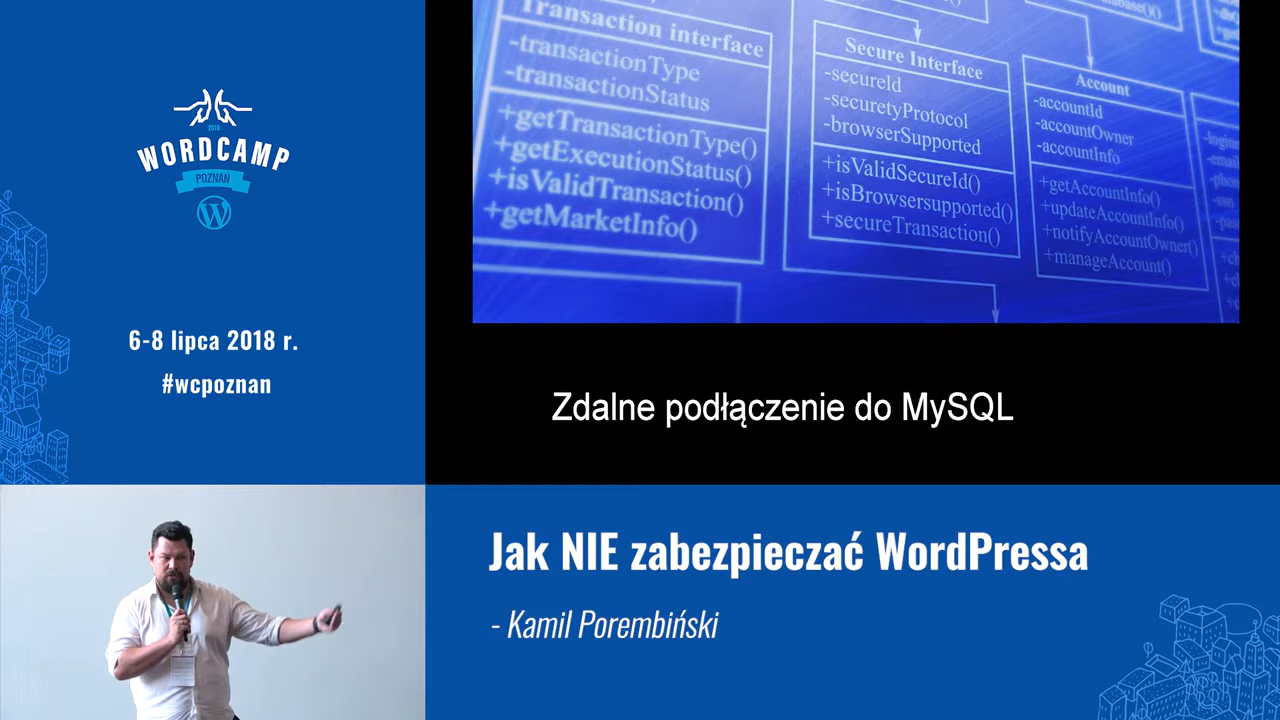 2018
WORDCAMP
POZNAŃ
6-8 lipca 2018 r.
#wcpoznan
Transaction interface
-transactionType
-transactionStatus
+getTransactionType()
+getExecutionStatus()
+isValidTransaction()
+getMarketInfo()
Secure Interface
-secureId
-securetyProtocol
-browserSupported
+isValidSecureId()
+isBrowsersupported()
+secureTransaction()
Account
-accountId
-accountOwner
-accountInfo
+getAccountInfo()
+updateAccountInfo()
+notifyAccountOwner()
+manageAccount()
Zdalne podłączenie do MySQL
Jak NIE zabezpieczać WordPressa
- Kamil Porembiński